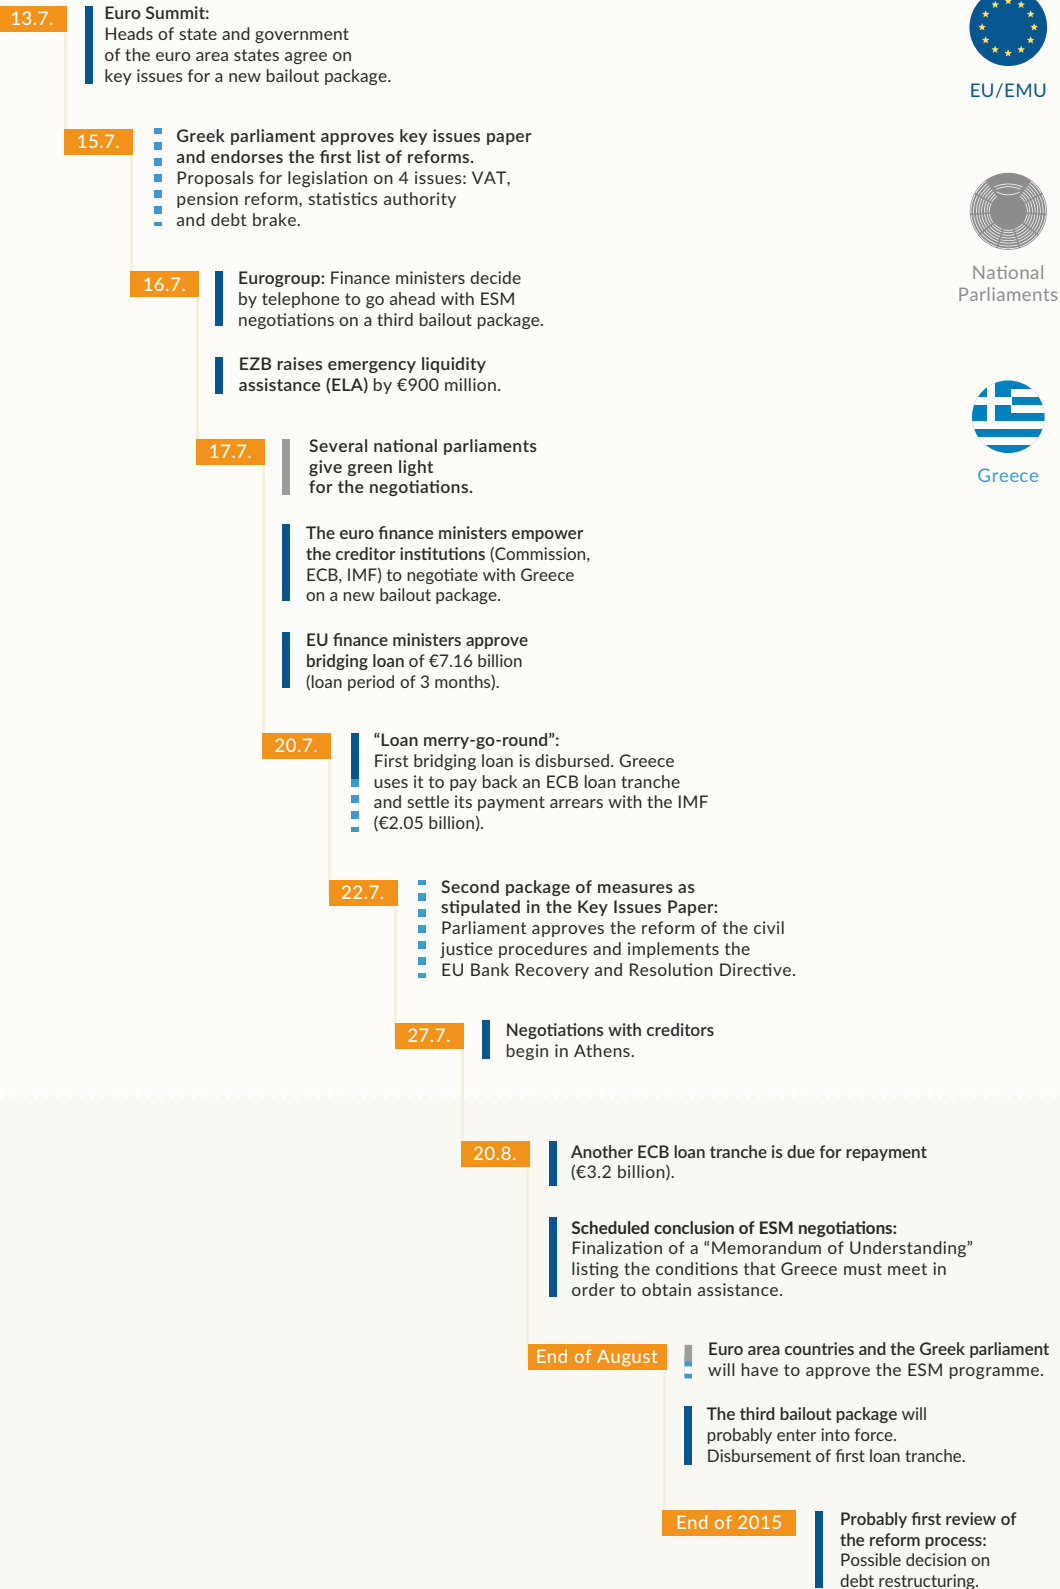 13.7.
Euro Summit:
Heads of state and government
of the euro area states agree on
key issues for a new bailout package.
EU/EMU
15.7.
Greek parliament approves key issues paper
and endorses the first list of reforms.
Proposals for legislation on 4 issues: VAT,
pension reform, statistics authority
and debt brake.
National
Parliaments
16.7.
Eurogroup: Finance ministers decide
by telephone to go ahead with ESM
negotiations on a third bailout package.
EZB raises emergency liquidity
assistance (ELA) by €900 million.
Greece
17.7.
Several national parliaments
give green light
for the negotiations.
The euro finance ministers empower
the creditor institutions (Commission,
ECB, IMF) to negotiate with Greece
on a new bailout package.
EU finance ministers approve
bridging loan of €7.16 billion
(loan period of 3 months).
20.7.
“Loan merry-go-round”:
First bridging loan is disbursed. Greece
uses it to pay back an ECB loan tranche
and settle its payment arrears with the IMF
(€2.05 billion).
22.7.
Second package of measures as
stipulated in the Key Issues Paper:
Parliament approves the reform of the civil
justice procedures and implements the
EU Bank Recovery and Resolution Directive.
27.7.
Negotiations with creditors
begin in Athens.
20.8.
Another ECB loan tranche is due for repayment
(€3.2 billion).
Scheduled conclusion of ESM negotiations:
Finalization of a “Memorandum of Understanding”
listing the conditions that Greece must meet in
order to obtain assistance.
End of August
Euro area countries and the Greek parliament
will have to approve the ESM programme.
The third bailout package will
probably enter into force.
Disbursement of first loan tranche.
End of 2015
Probably first review of
the reform process:
Possible decision on
debt restructuring.